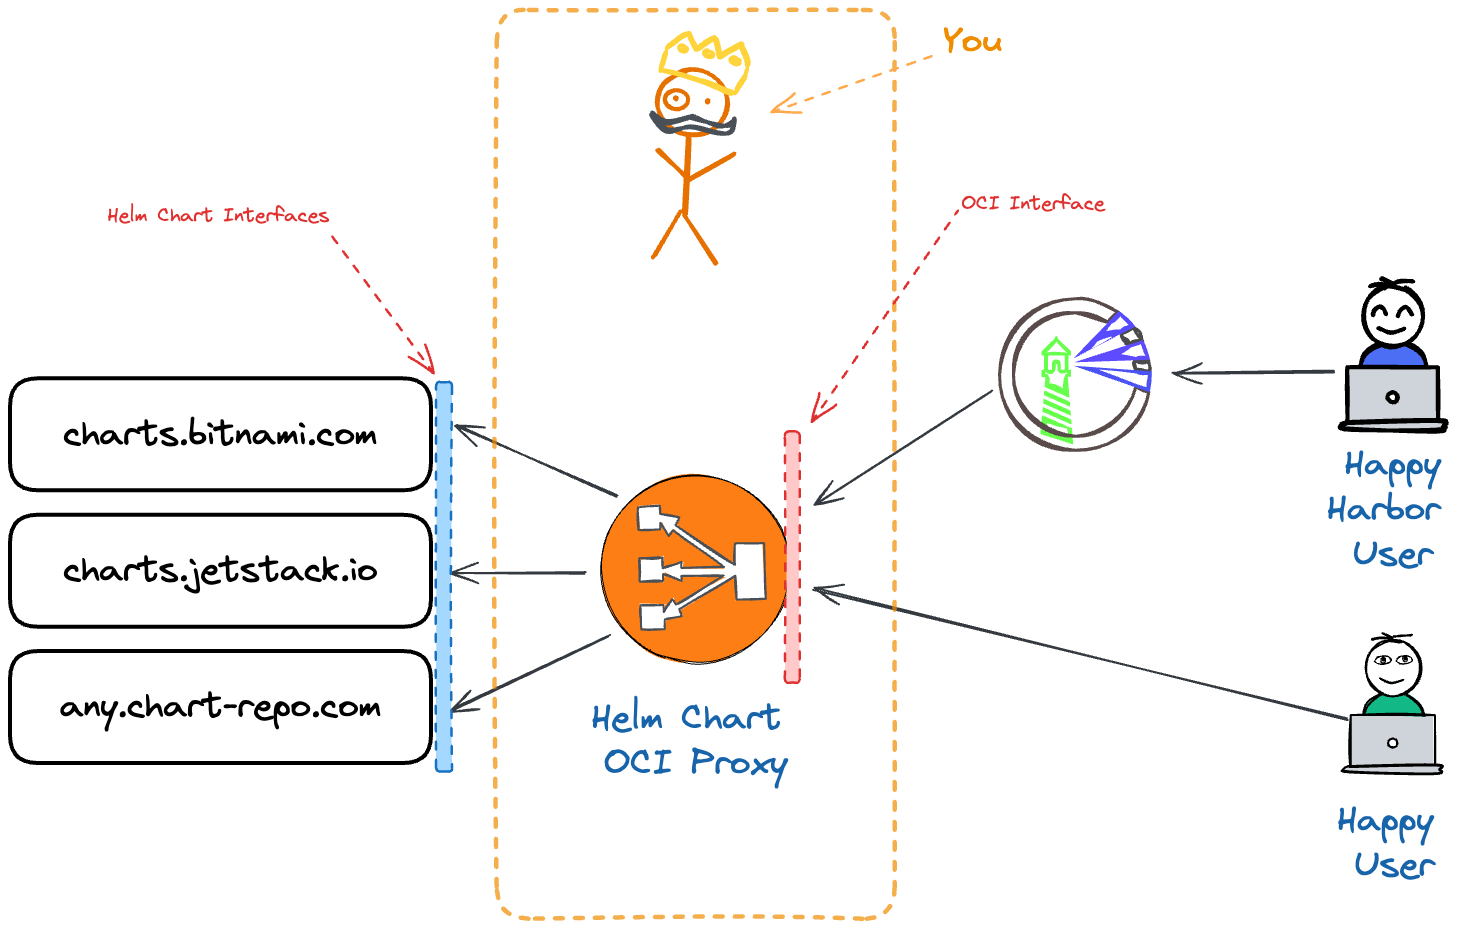 You
Helm Chart Interfaces
OCI Interface
charts.bitnami.com
charts.jetstack.io
any.chart-repo.com
Helm Chart
OCI Proxy
Happy
Harbor
User
Happy
User